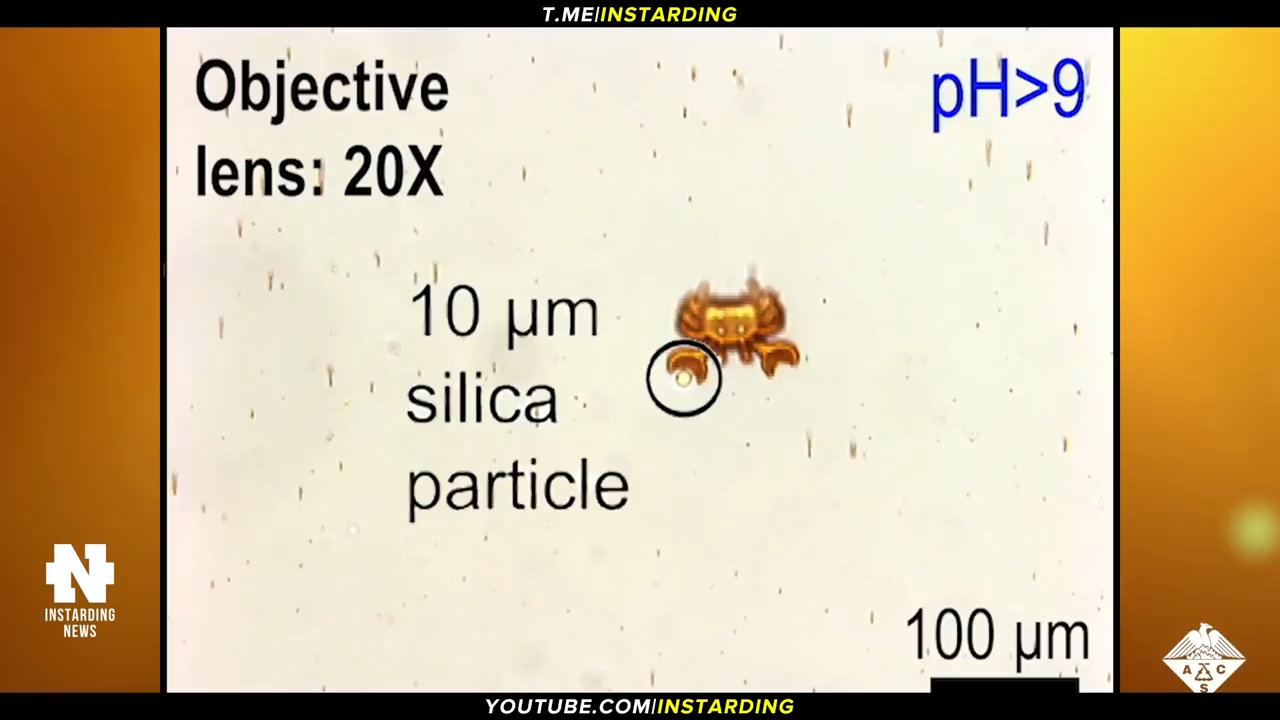 T.ME|INSTARDING
Objective
lens: 20X
pH>9
10 µm
silica
particle
100 µm
INSTARDING
NEWS
A C
S
YOUTUBE.COM|INSTARDING